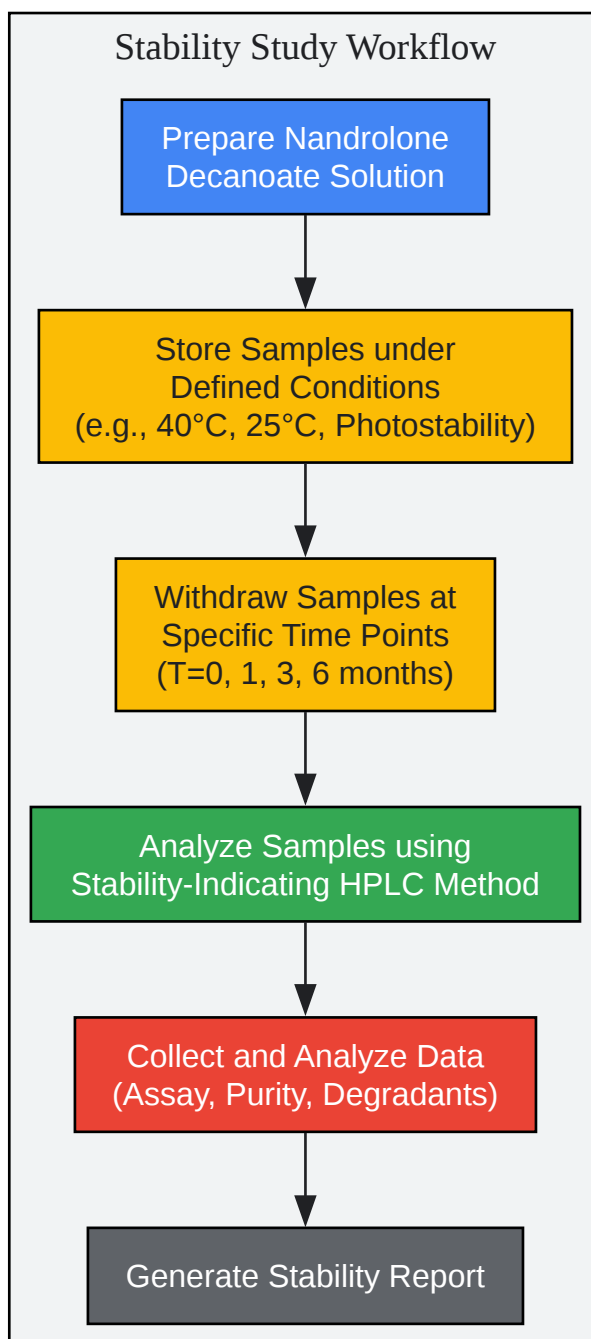 Stability Study Workflow
Prepare Nandrolone
Decanoate Solution
Store Samples under
Defined Conditions
(e.g., 40°C, 25°C, Photostability)
Withdraw Samples at
Specific Time Points
(T=0, 1, 3, 6 months)
Analyze Samples using
Stability-Indicating HPLC Method
Collect and Analyze Data
(Assay, Purity, Degradants)
Generate Stability Report